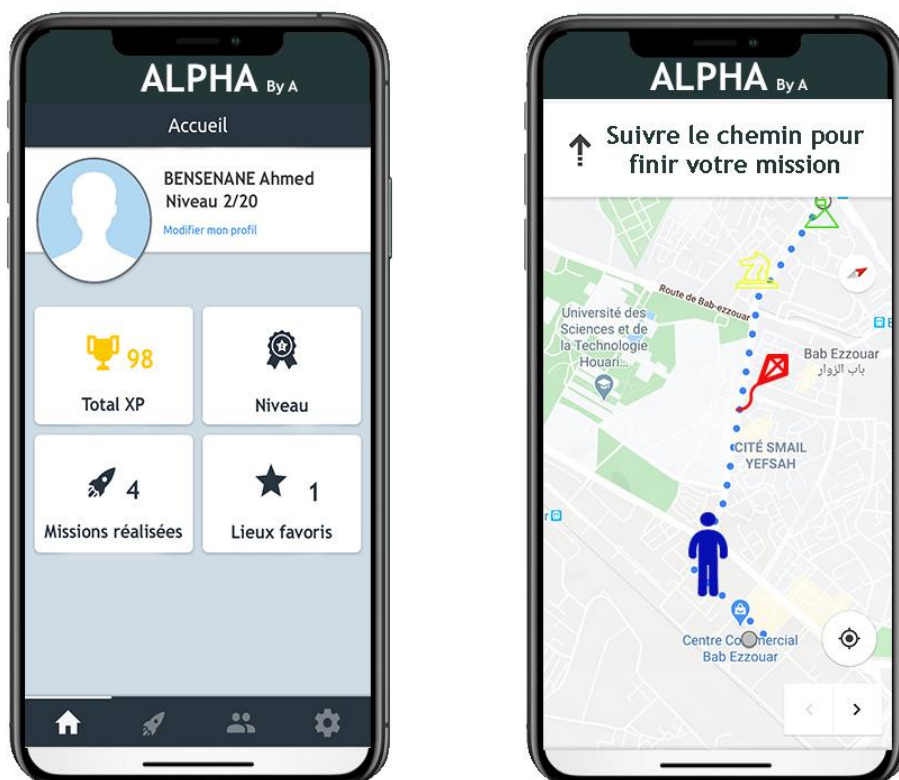 ALPHA By A
Accueil
BENSENANE Ahmed
Niveau 2/20
Modifier mon profil
98
Total XP
Niveau
4
Missions réalisées
1
Lieux favoris
ALPHA By A
Suivre le chemin pour
finir votre mission
Route de Bab-ezzouar
Université des
Sciences et de
la Technologie
Houari...
Bab Ezzouar
باب الزوار
CITÉ SMAIL
YEFSAH
Centre Commercial
Bab Ezzouar